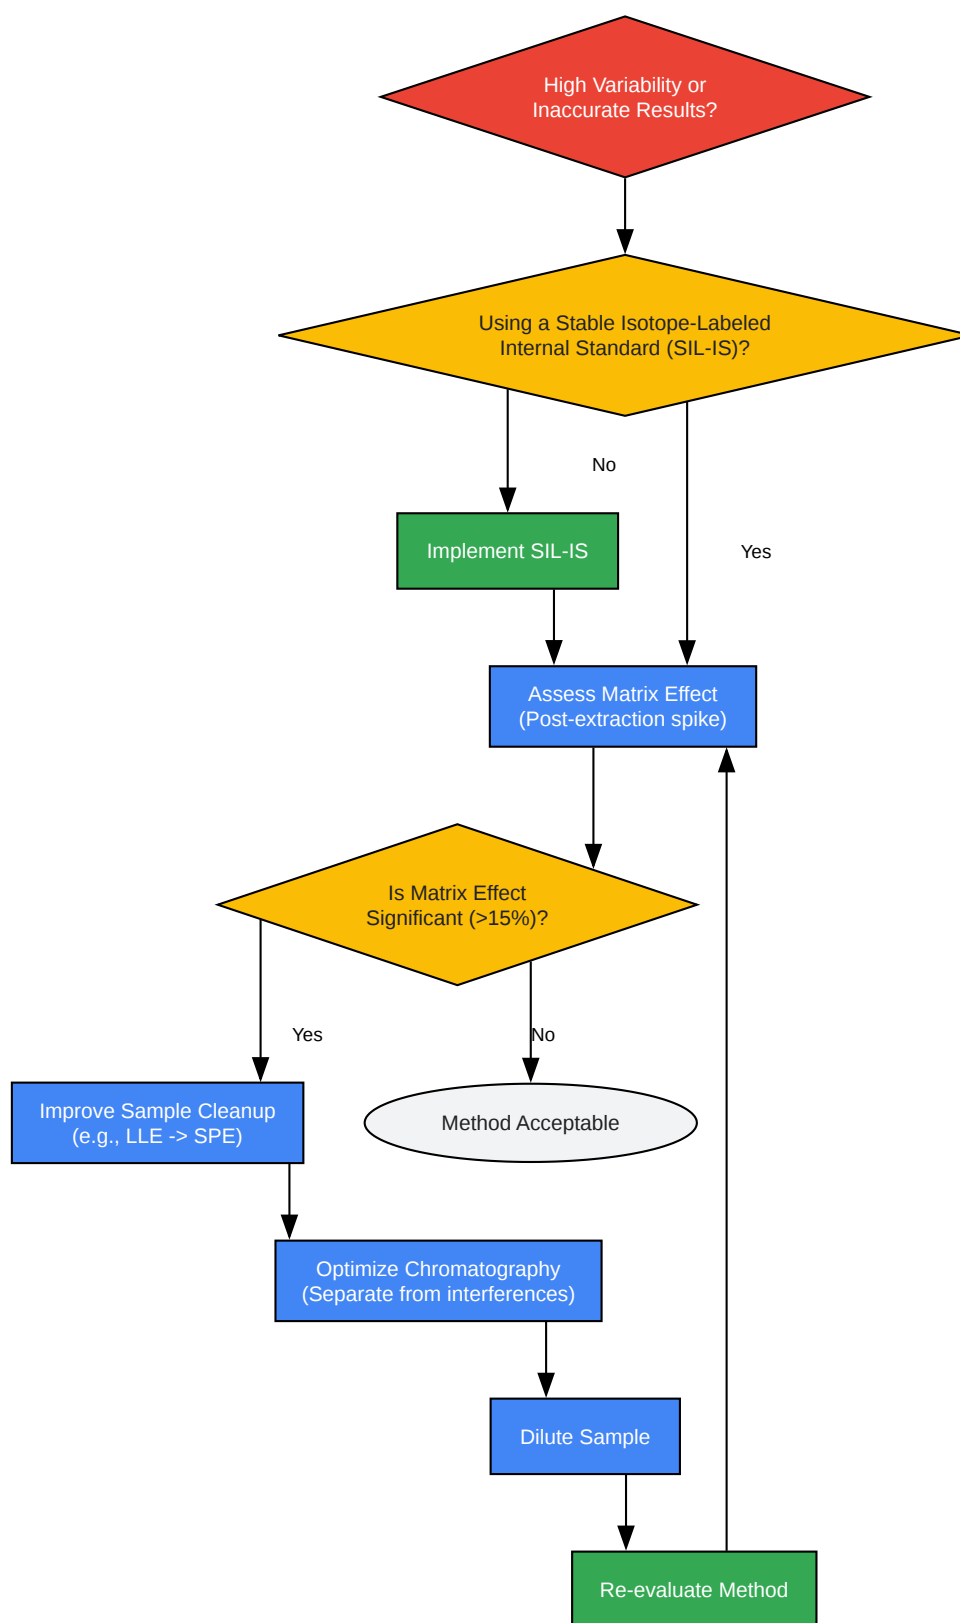 High Variability or
Inaccurate Results?
Using a Stable Isotope-Labeled
Internal Standard (SIL-IS)?
No
Implement SIL-IS
Yes
Assess Matrix Effect
(Post-extraction spike)
Is Matrix Effect
Significant (>15%)?
Yes
No
Improve Sample Cleanup
(e.g., LLE -> SPE)
Method Acceptable
Optimize Chromatography
(Separate from interferences)
Dilute Sample
Re-evaluate Method